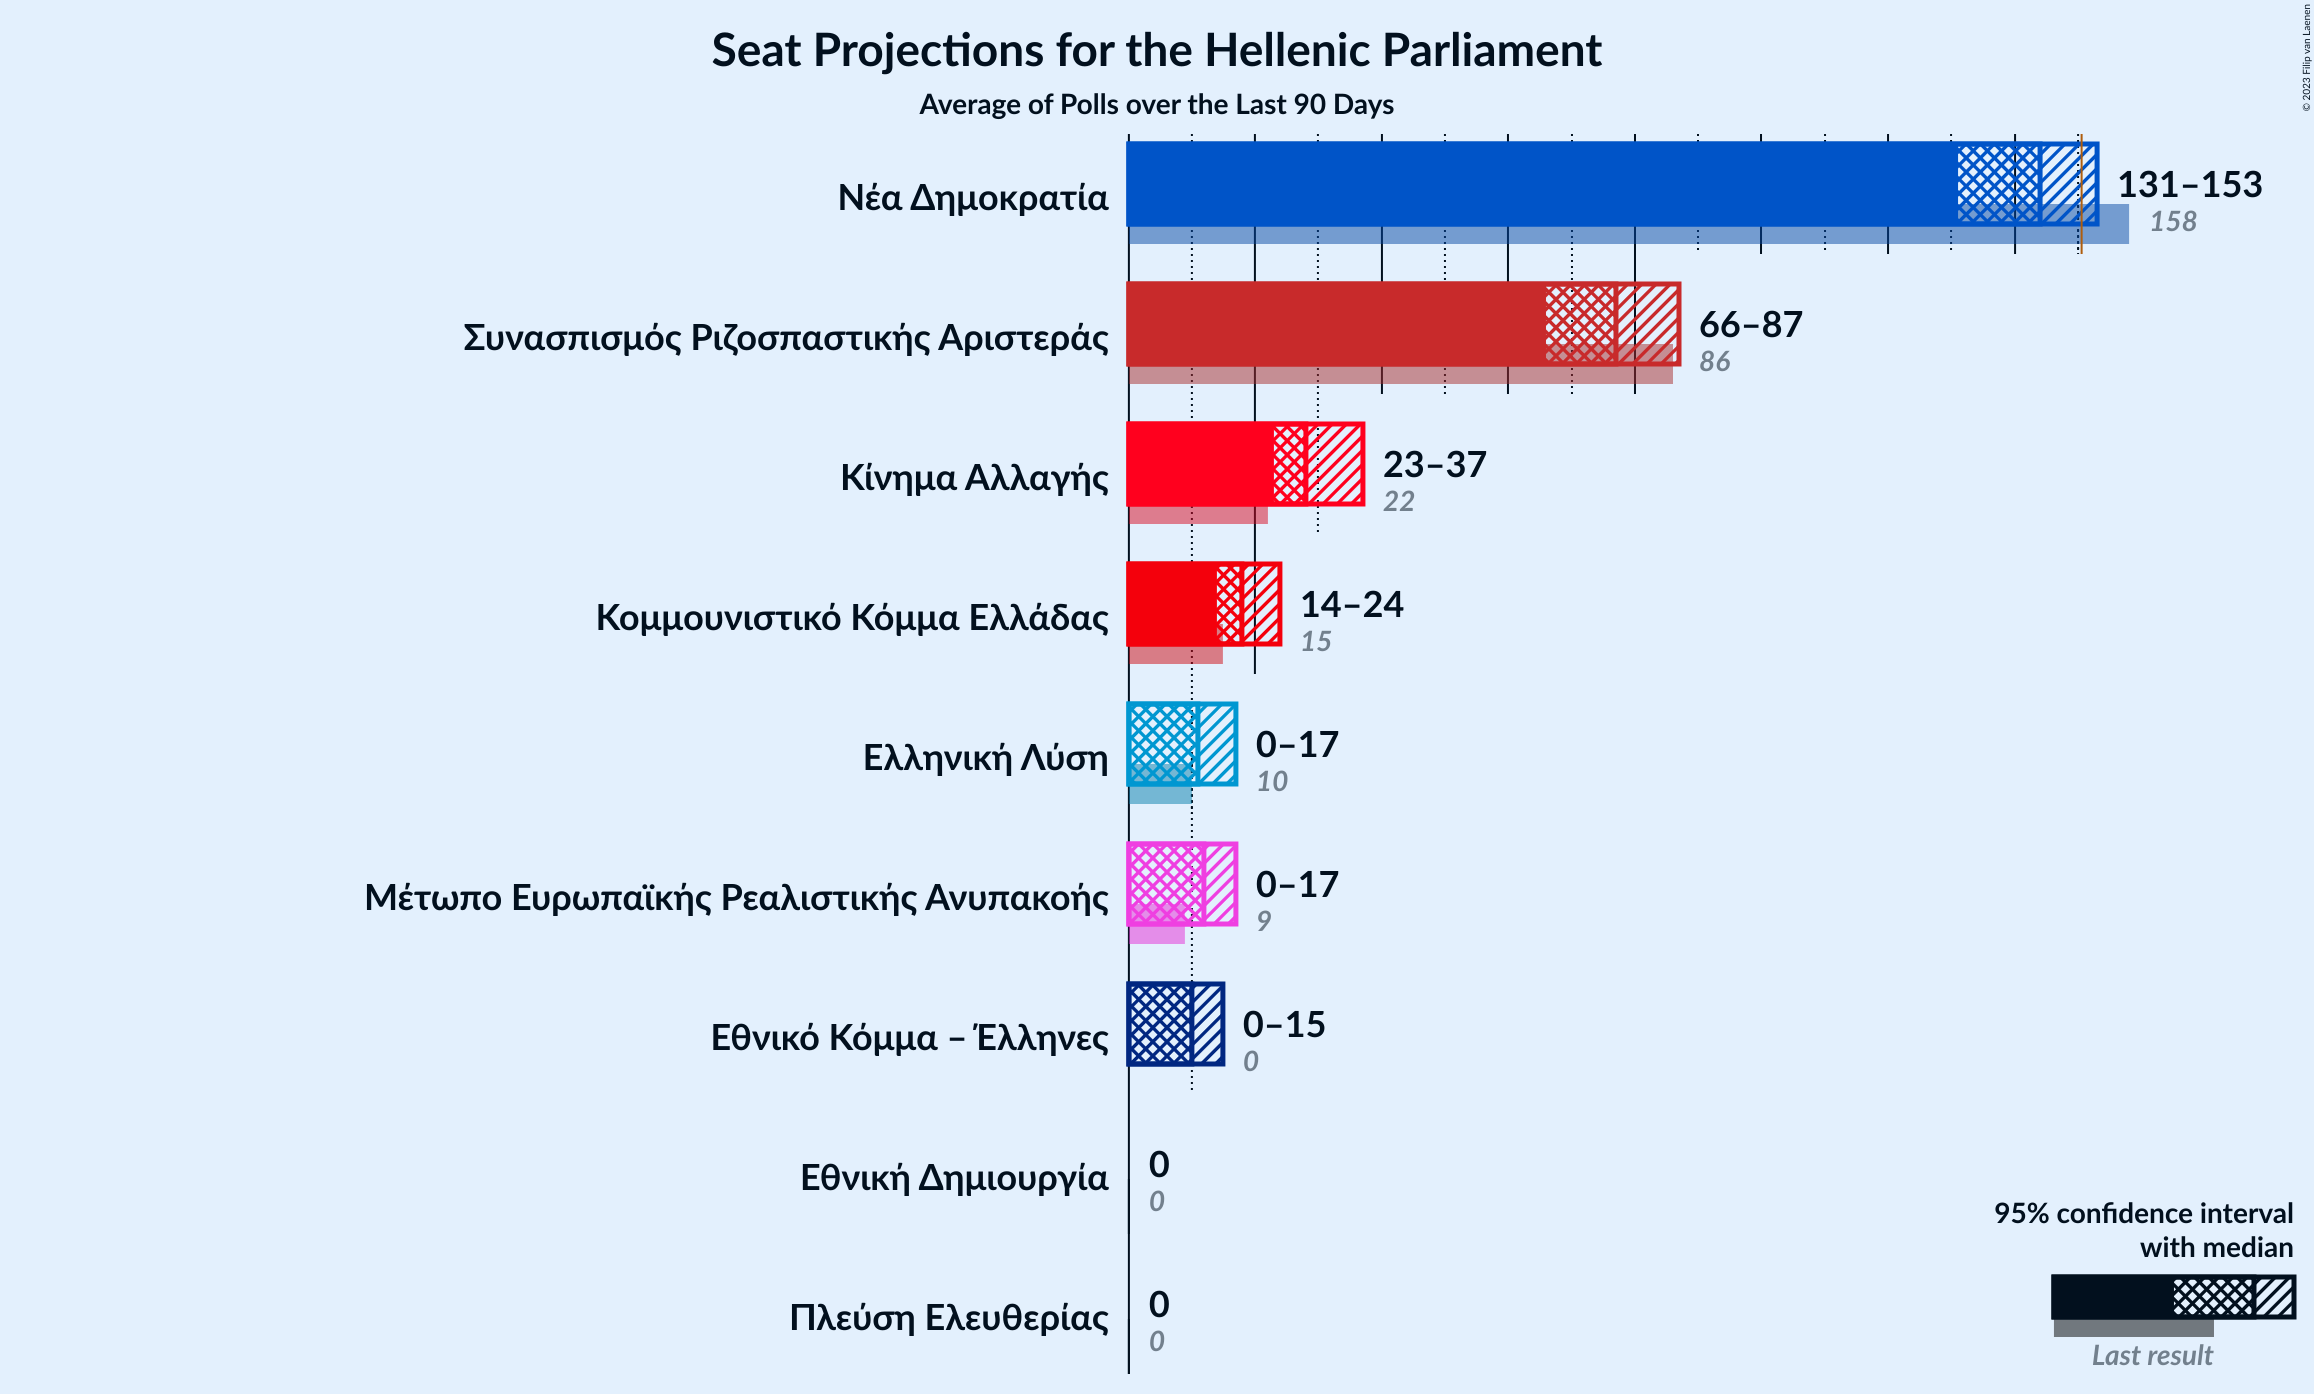 © 2023 Filip van Laenen
Seat Projections for the Hellenic Parliament
Average of Polls over the Last 90 Days
Νέα Δημοκρατία
131–153
158
Συνασπισμός Ριζοσπαστικής Αριστεράς
66–87
86
Κίνημα Αλλαγής
23–37
22
Κομμουνιστικό Κόμμα Ελλάδας
14–24
15
Ελληνική Λύση
0–17
10
Μέτωπο Ευρωπαϊκής Ρεαλιστικής Ανυπακοής
0–17
9
Εθνικό Κόμμα – Έλληνες
0–15
0
Εθνική Δημιουργία
0
0
Πλεύση Ελευθερίας
0
0
95% confidence interval
with median
Last result